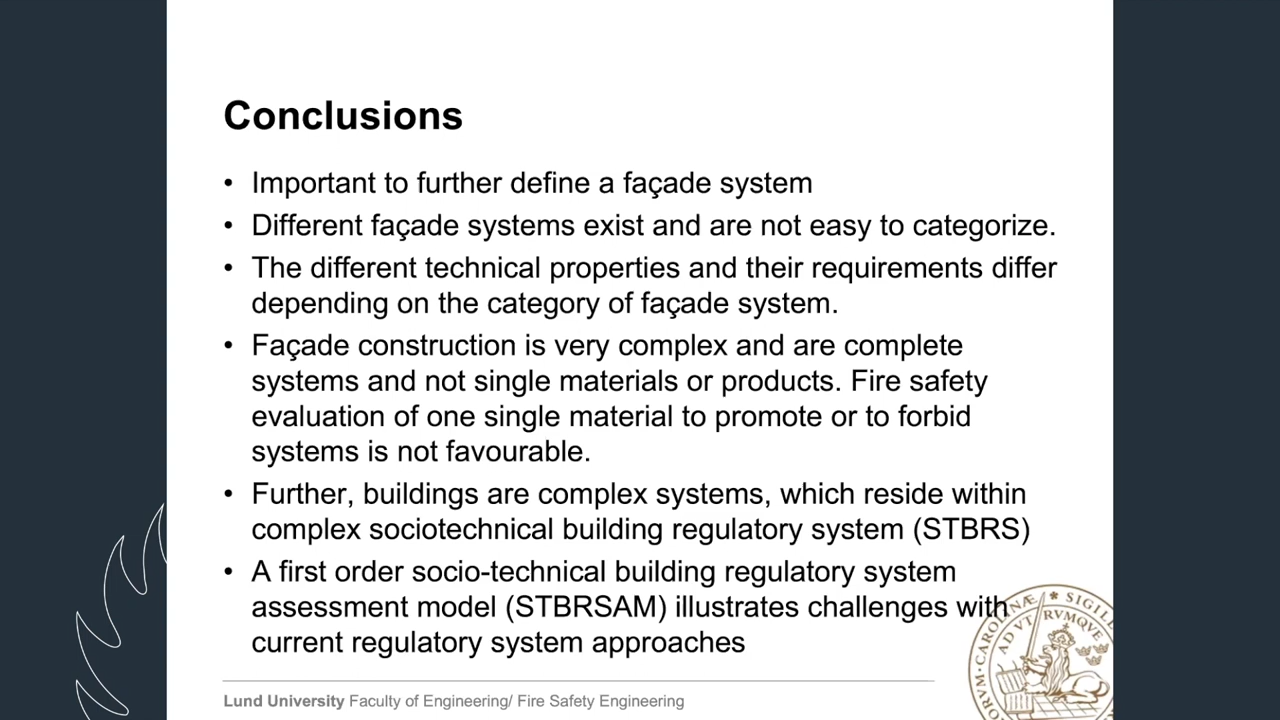 Conclusions
• Important to further define a façade system
• Different façade systems exist and are not easy to categorize.
• The different technical properties and their requirements differ
depending on the category of façade system.
• Façade construction is very complex and are complete
systems and not single materials or products. Fire safety
evaluation of one single material to promote or to forbid
systems is not favourable.
• Further, buildings are complex systems, which reside within
complex sociotechnical building regulatory system (STBRS)
• A first order socio-technical building regulatory system
assessment model (STBRSAM) illustrates challenges with
current regulatory system approaches
Lund University Faculty of Engineering/ Fire Safety Engineering
AD VTRVMQVE